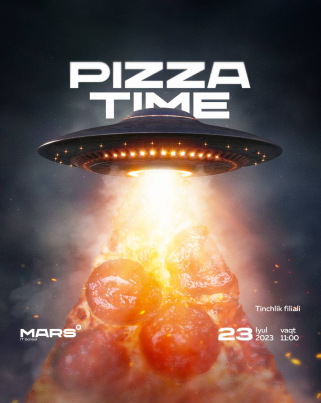 PIZZA
TIME
Tinchlik filiali
MARS
IT School
23 Iyul 2023 vaqt 11:00